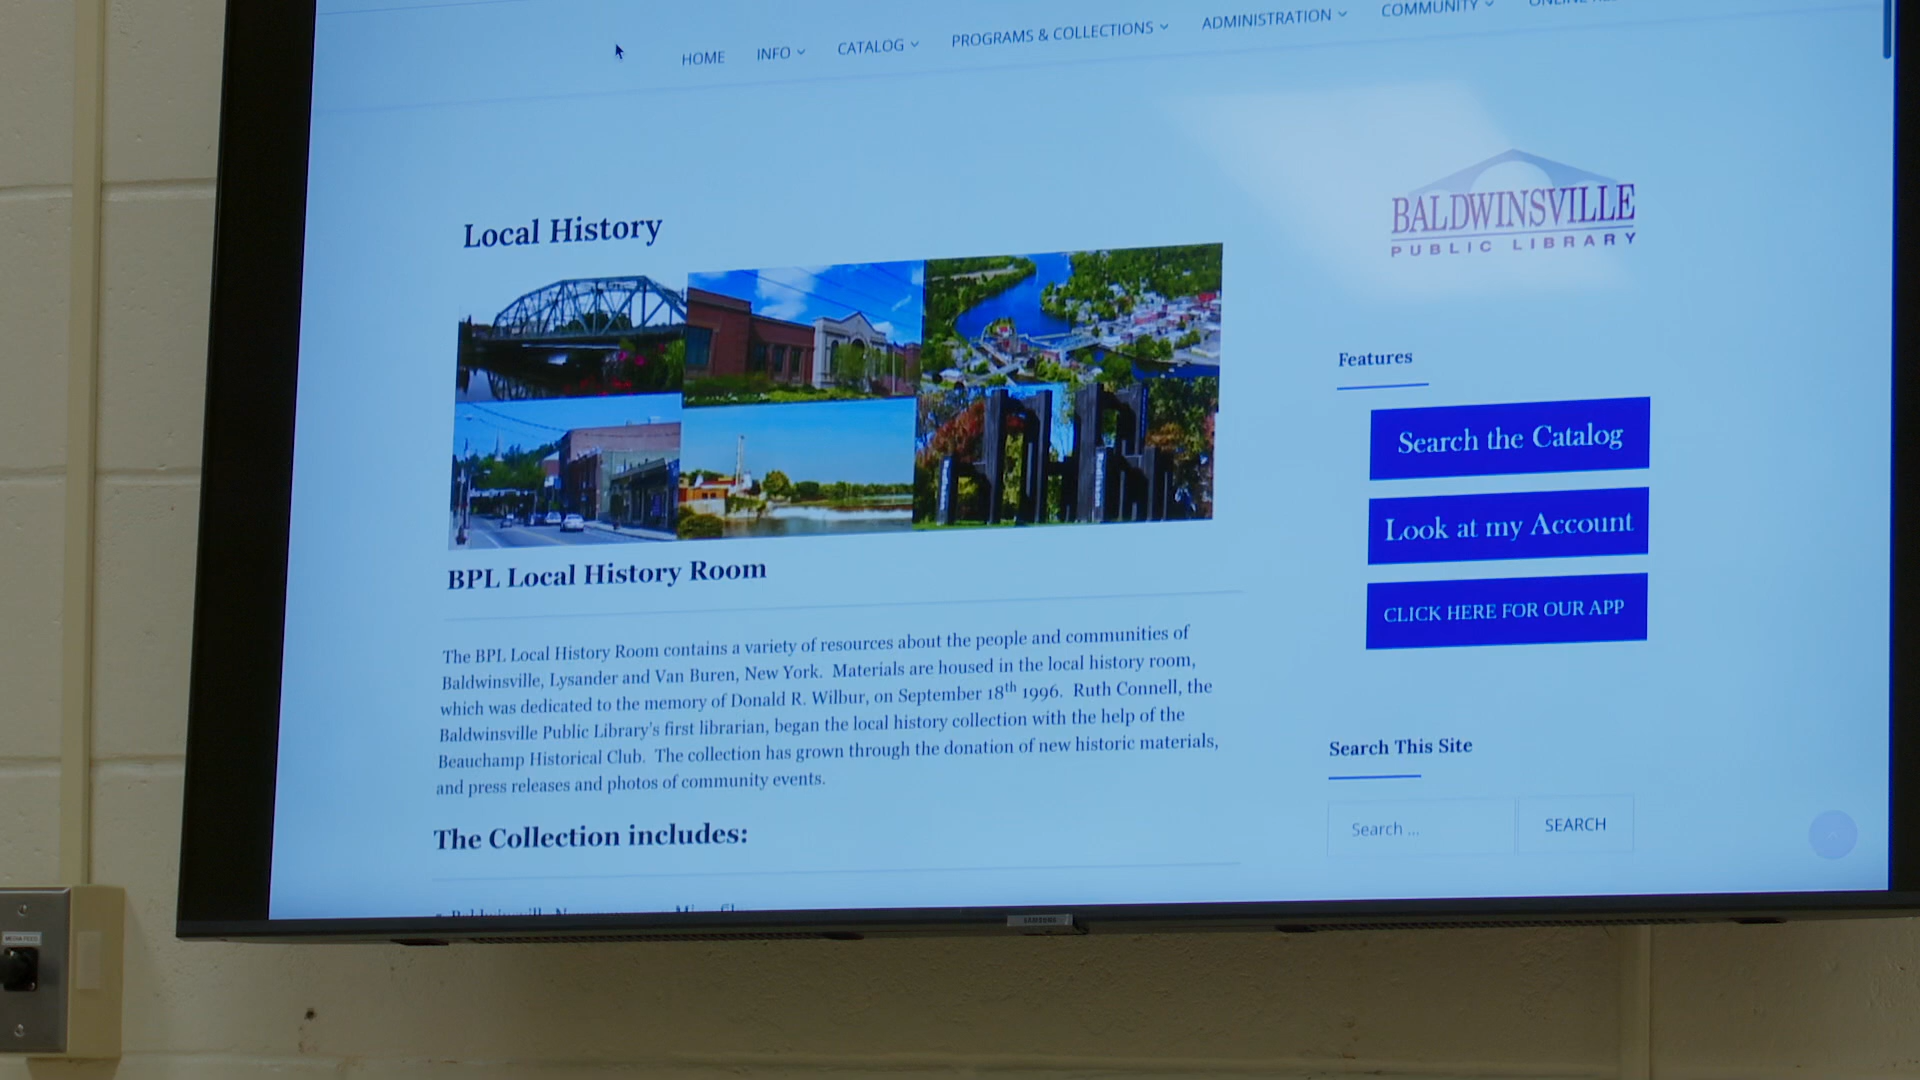 HOME INFO CATALOG PROGRAMS & COLLECTIONS ADMINISTRATION COMMUNITY
BALDWINSVILLE
PUBLIC LIBRARY
Local History
BPL Local History Room
The BPL Local History Room contains a variety of resources about the people and communities of
Baldwinsville, Lysander and Van Buren, New York. Materials are housed in the local history room,
which was dedicated to the memory of Donald R. Wilbur, on September 18th 1996. Ruth Connell, the
Baldwinsville Public Library's first librarian, began the local history collection with the help of the
Beauchamp Historical Club. The collection has grown through the donation of new historic materials,
and press releases and photos of community events.
The Collection includes:
Features
Search the Catalog
Look at my Account
CLICK HERE FOR OUR APP
Search This Site
Search ...
SEARCH
SAMSUNG